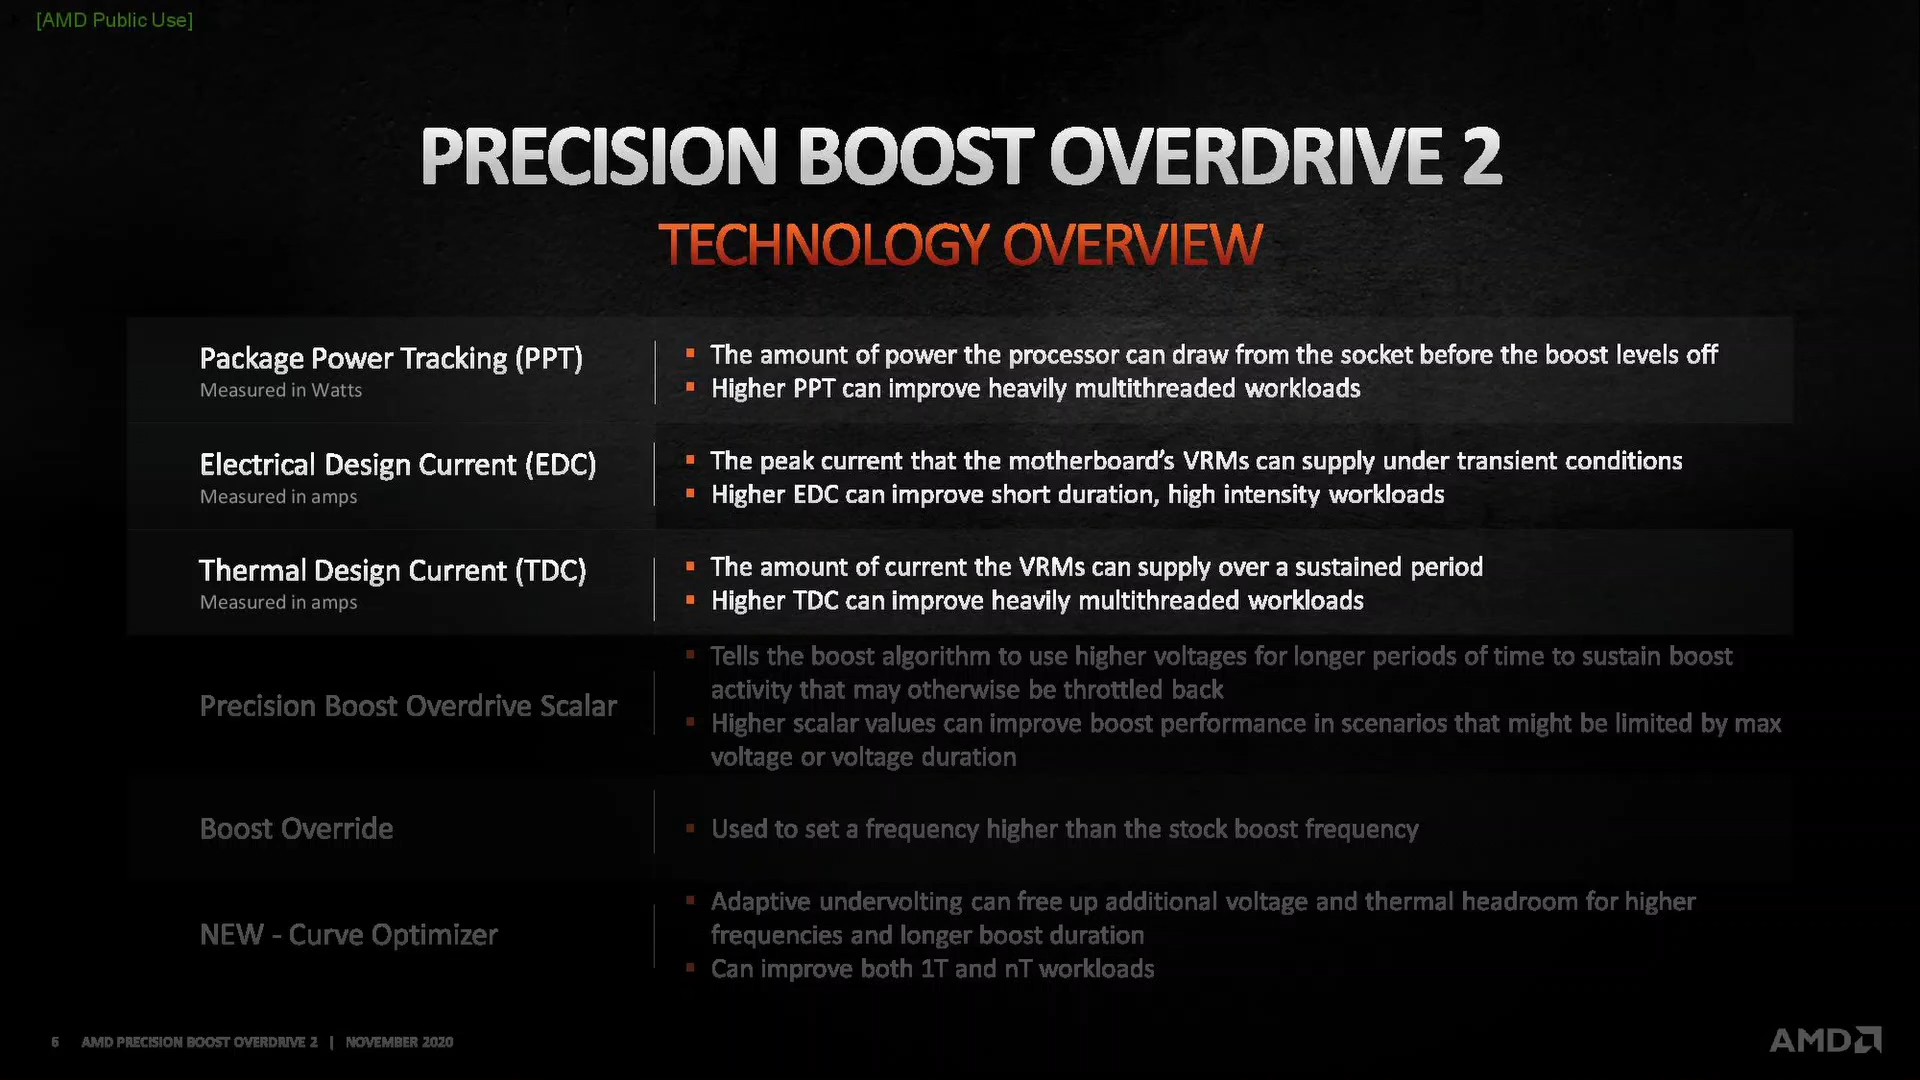 [AMD Public Use]
PRECISION BOOST OVERDRIVE 2
TECHNOLOGY OVERVIEW
Package Power Tracking (PPT)
Measured in Watts
▪ The amount of power the processor can draw from the socket before the boost levels off
▪ Higher PPT can improve heavily multithreaded workloads
Electrical Design Current (EDC)
Measured in amps
▪ The peak current that the motherboard’s VRMs can supply under transient conditions
▪ Higher EDC can improve short duration, high intensity workloads
Thermal Design Current (TDC)
Measured in amps
▪ The amount of current the VRMs can supply over a sustained period
▪ Higher TDC can improve heavily multithreaded workloads
Precision Boost Overdrive Scalar
▪ Tells the boost algorithm to use higher voltages for longer periods of time to sustain boost
activity that may otherwise be throttled back
▪ Higher scalar values can improve boost performance in scenarios that might be limited by max
voltage or voltage duration
Boost Override
▪ Used to set a frequency higher than the stock boost frequency
NEW - Curve Optimizer
▪ Adaptive undervolting can free up additional voltage and thermal headroom for higher
frequencies and longer boost duration
▪ Can improve both 1T and nT workloads
6 AMD PRECISION BOOST OVERDRIVE 2 | NOVEMBER 2020
AMD